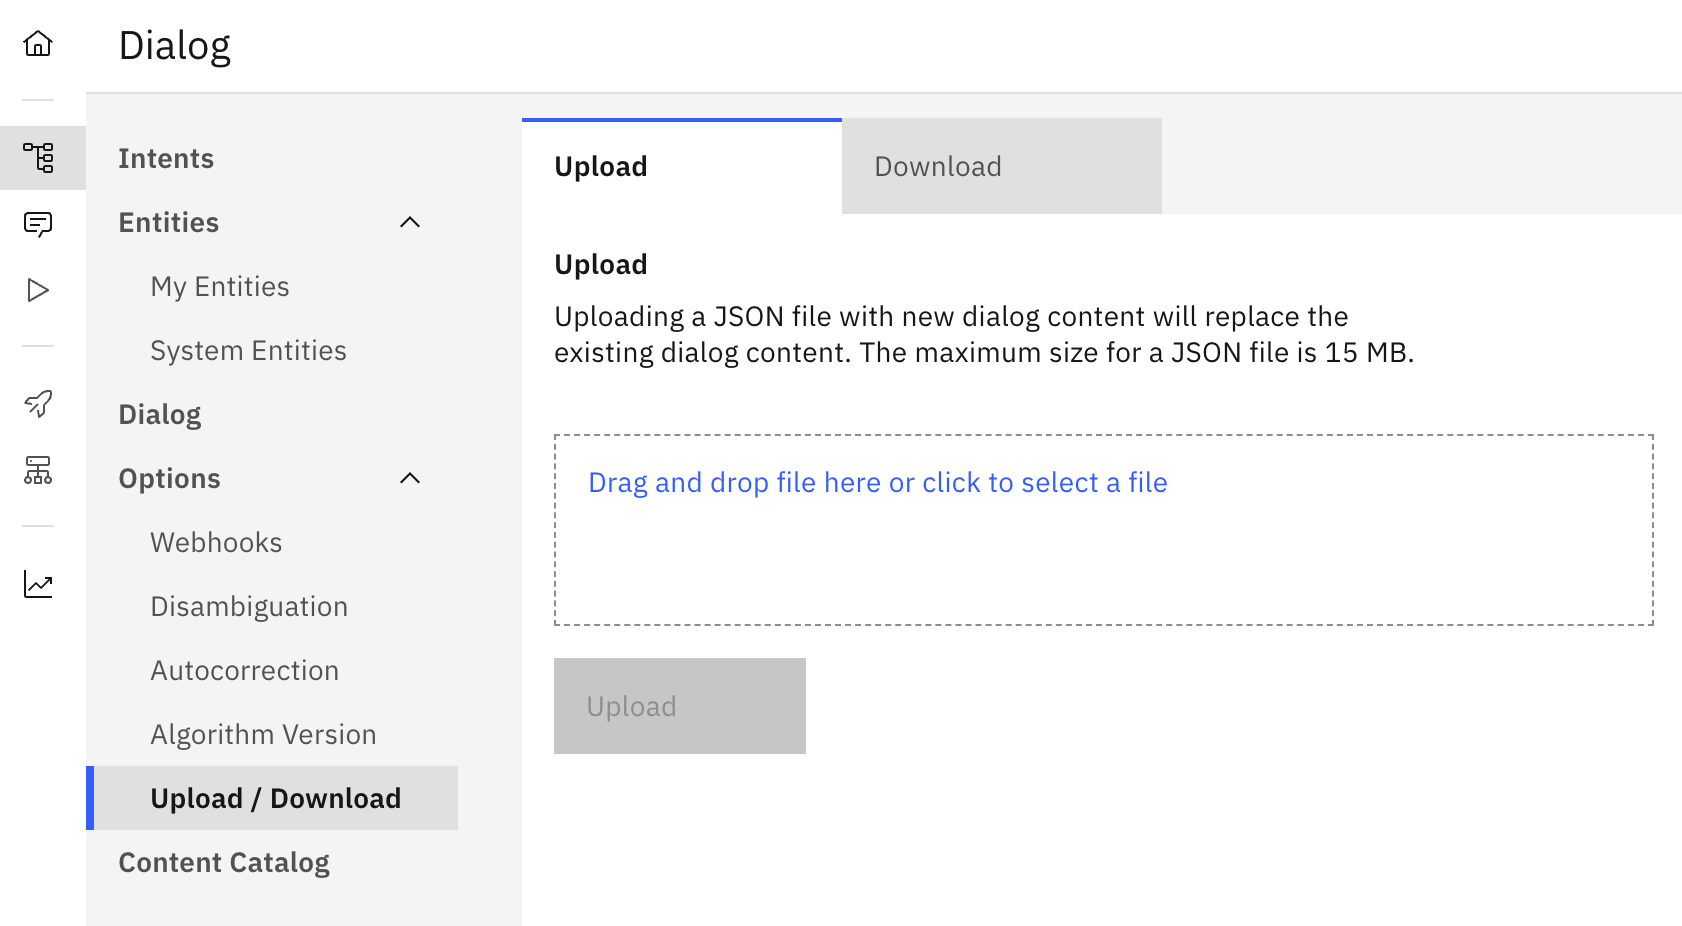 Dialog
Intents
Entities
My Entities
System Entities
Dialog
Options
Webhooks
Disambiguation
Autocorrection
Algorithm Version
Upload / Download
Content Catalog
Upload
Download
Upload
Uploading a JSON file with new dialog content will replace the
existing dialog content. The maximum size for a JSON file is 15 MB.
Drag and drop file here or click to select a file
Upload